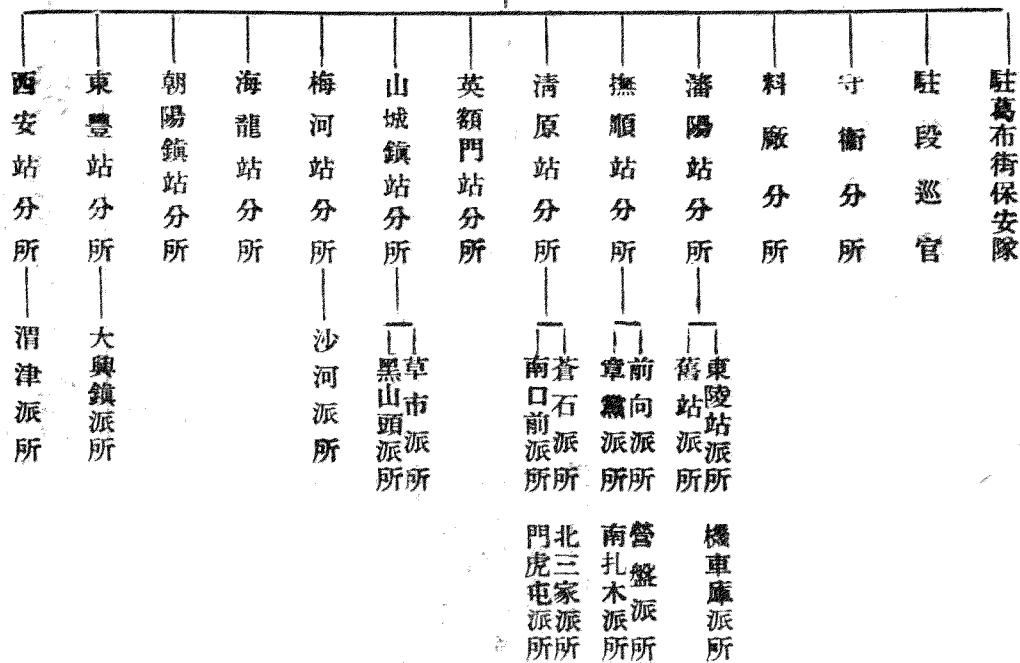 駐葛布街保安隊
駐段巡官
守衞分所
料廠分所
瀋陽站分所
東陵站派所
機車庫派所
舊站派所
撫順站分所
前向派所
營盤派所
章黨派所
南扎木派所
清原站分所
蒼石派所
北三家派所
南口前派所
門虎屯派所
英額門站分所
山城鎮站分所
草市派所
黑山頭派所
梅河站分所
沙河派所
海龍站分所
朝陽鎮站分所
東豐站分所
大興鎮派所
西安站分所
渭津派所